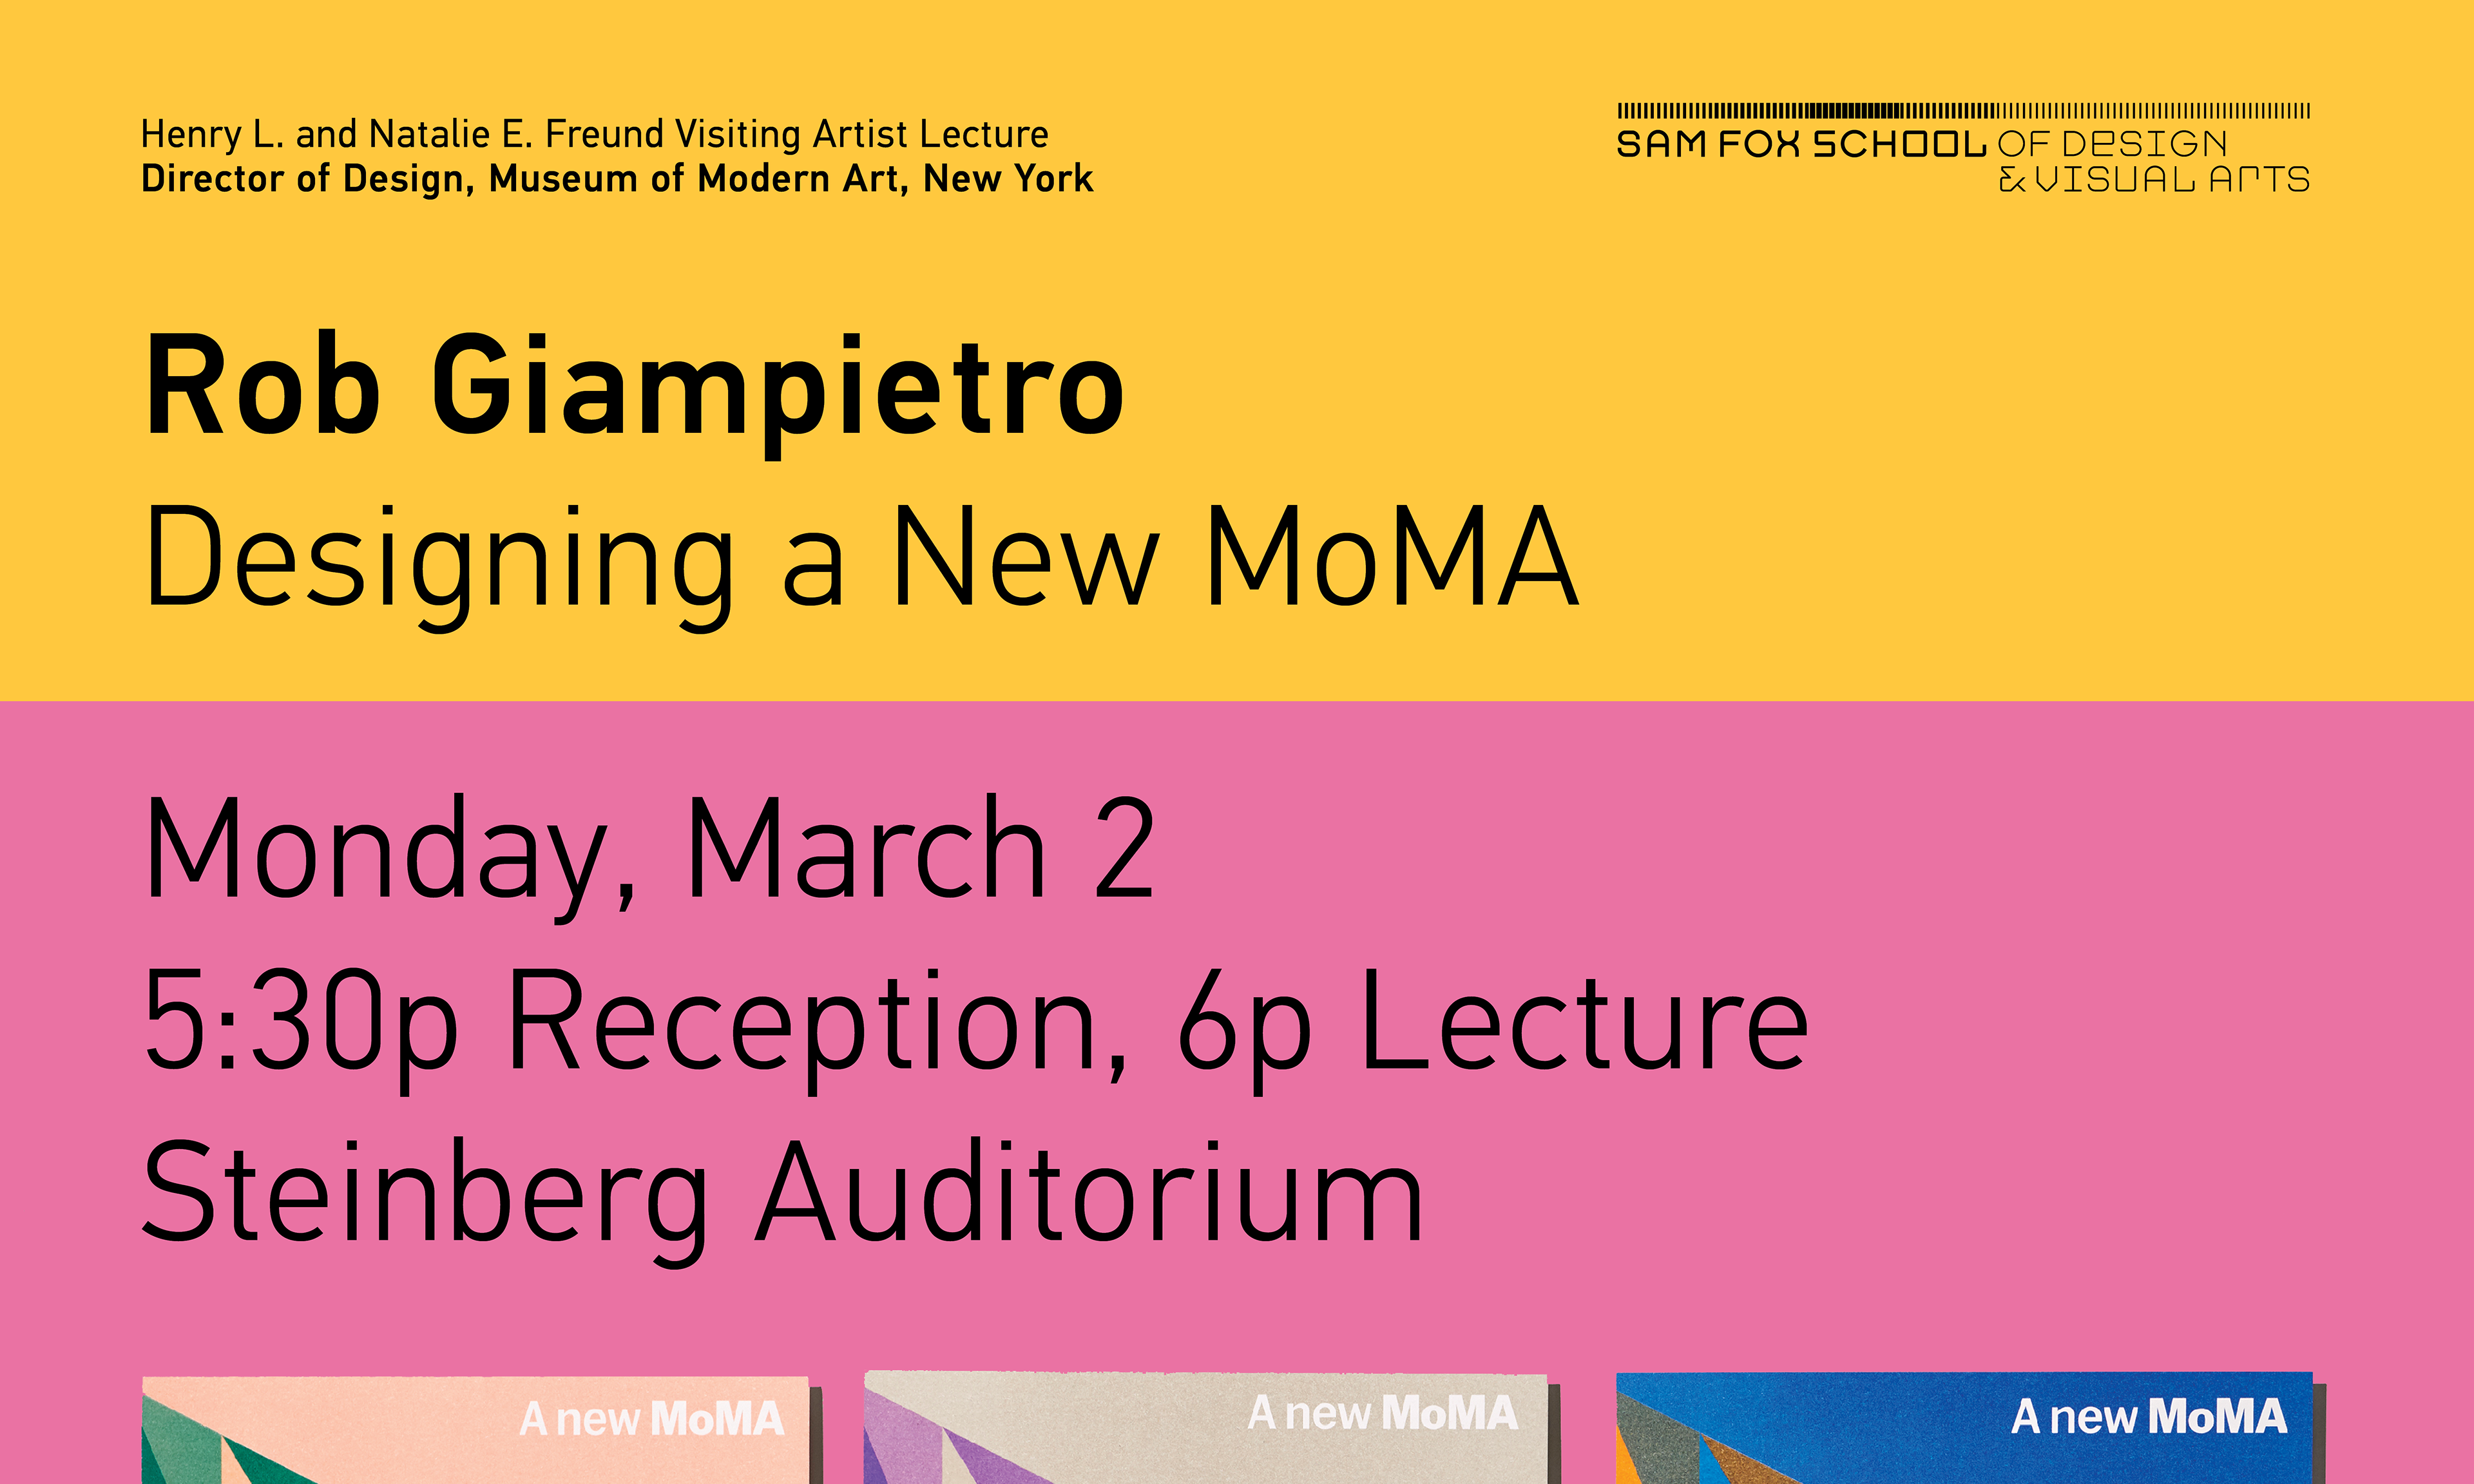 Henry L. and Natalie E. Freund Visiting Artist Lecture
Director of Design, Museum of Modern Art, New York
SAM FOX SCHOOL OF DESIGN
& VISUAL ARTS
Rob Giampietro
Designing a New MoMA
Monday, March 2
5:30p Reception, 6p Lecture
Steinberg Auditorium
A new MoMA
A new MoMA
A new MoMA